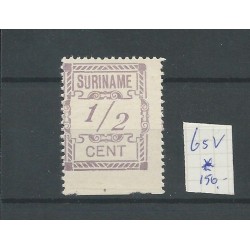 SURINAME
1/2
CENT
65V
*
150,-